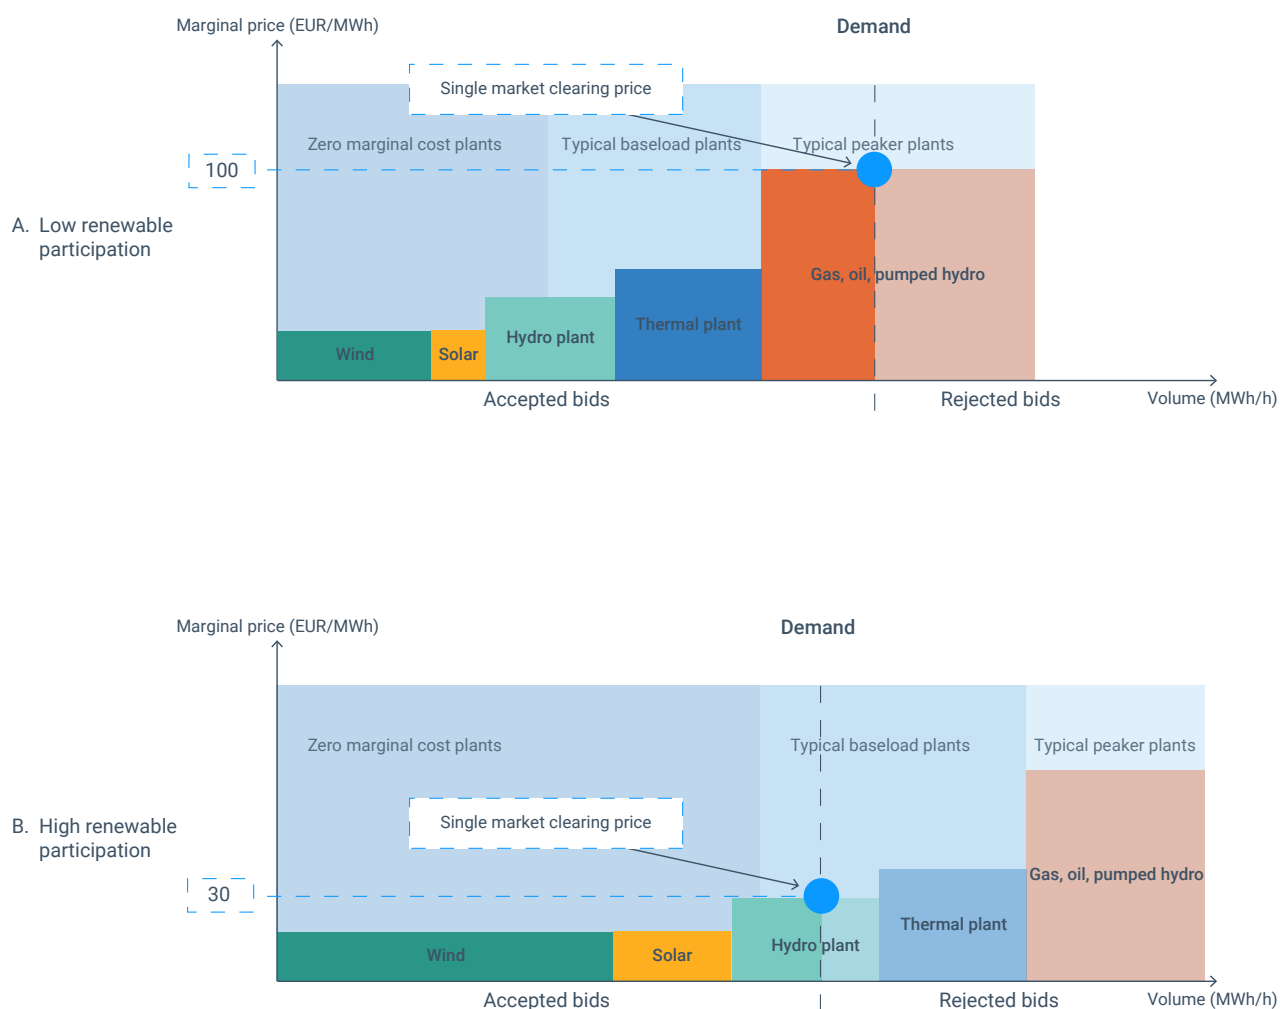 Marginal price (EUR/MWh)
Demand
Single market clearing price
Zero marginal cost plants
Typical baseload plants
Typical peaker plants
100
A. Low renewable
participation
Gas, oil, pumped hydro
Thermal plant
Hydro plant
Wind
Solar
Accepted bids
Rejected bids
Volume (MWh/h)
Marginal price (EUR/MWh)
Demand
Zero marginal cost plants
Typical baseload plants
Typical peaker plants
Single market clearing price
B. High renewable
participation
30
Gas, oil, pumped hydro
Thermal plant
Hydro plant
Wind
Solar
Accepted bids
Rejected bids
Volume (MWh/h)